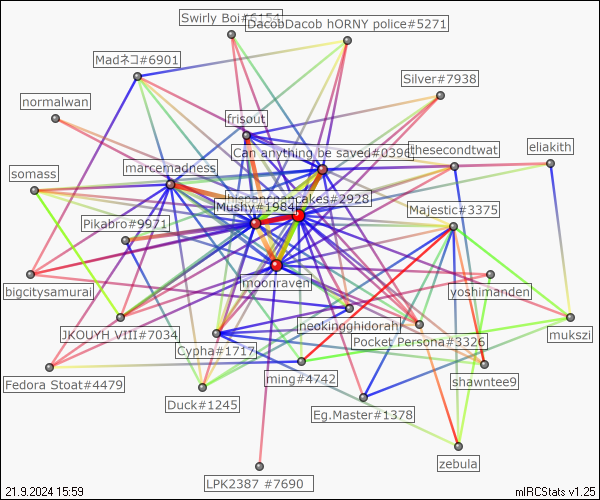 Swirly Boi#6154
DacobDacob hORNY police#5271
Madネコ#6901
Silver#7938
normalwan
frisout
thesecondtwat
eliakith
Can anything be saved#0396
marcemadness
somass
hispanicpancakes#2928
Mushy#1984
Majestic#3375
Pikabro#9971
moonraven
bigcitysamurai
yoshimanden
neokingghidorah
JKOUYH VIII#7034
Pocket Persona#3326
mukszi
Cypha#1717
Fedora Stoat#4479
ming#4742
shawntee9
Duck#1245
Eg.Master#1378
zebula
LPK2387 #7690
21.9.2024 15:59
mIRCStats v1.25